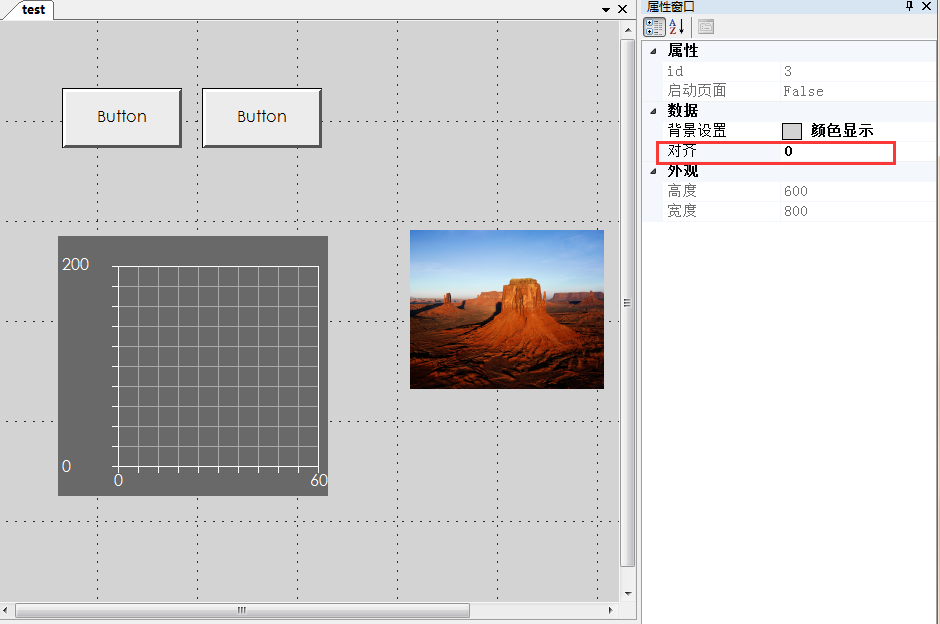 test
Button
Button
200
0
0
60
属性窗口
属性
id 3
启动页面 False
数据
背景设置 颜色显示
对齐 0
外观
高度 600
宽度 800